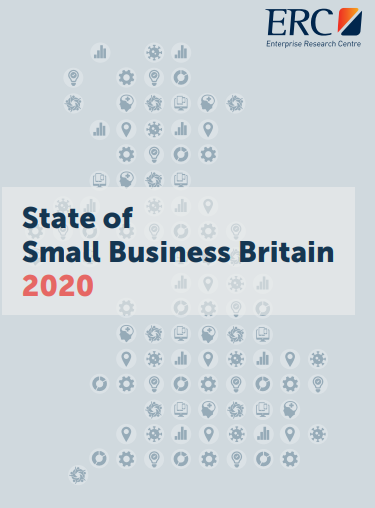 ERC
Enterprise Research Centre
State of
Small Business Britain
2020